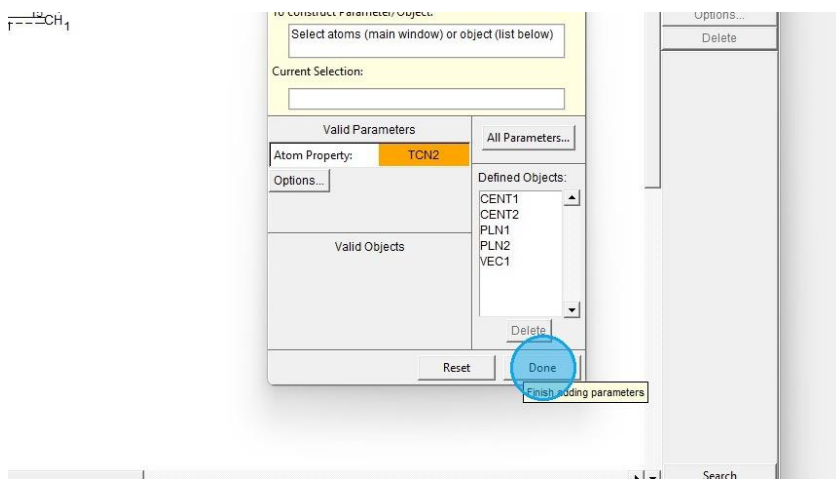 CH1
To construct Parameter/Object:
Select atoms (main window) or object (list below)
Current Selection:
Valid Parameters
Atom Property: TCN2
Options...
Valid Objects
All Parameters...
Defined Objects:
CENT1
CENT2
PLN1
PLN2
VEC1
Delete
Reset
Done
Finish adding parameters
Options...
Delete
Search